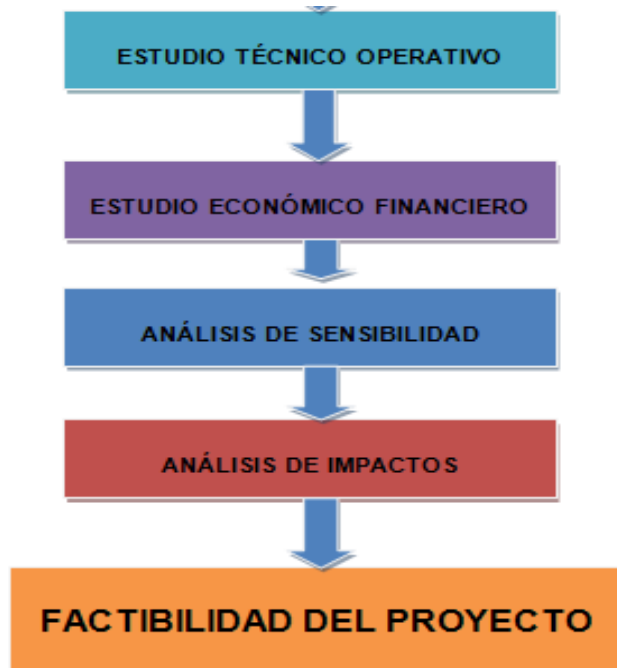 ESTUDIO TÉCNICO OPERATIVO
ESTUDIO ECONÓMICO FINANCIERO
ANÁLISIS DE SENSIBILIDAD
ANÁLISIS DE IMPACTOS
FACTIBILIDAD DEL PROYECTO